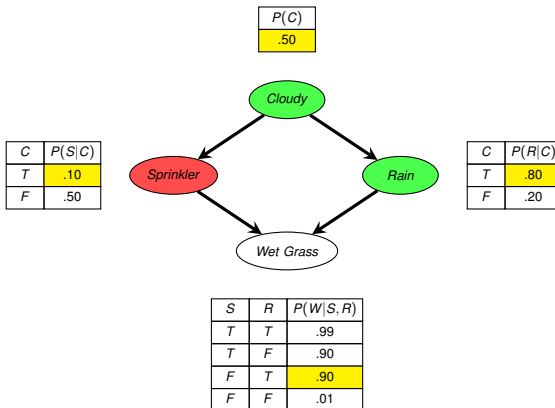 P(C)
.50
Cloudy
C P(S|C)
T .10
F .50
Sprinkler
Rain
C P(R|C)
T .80
F .20
Wet Grass
S R P(W|S, R)
T T .99
T F .90
F T .90
F F .01